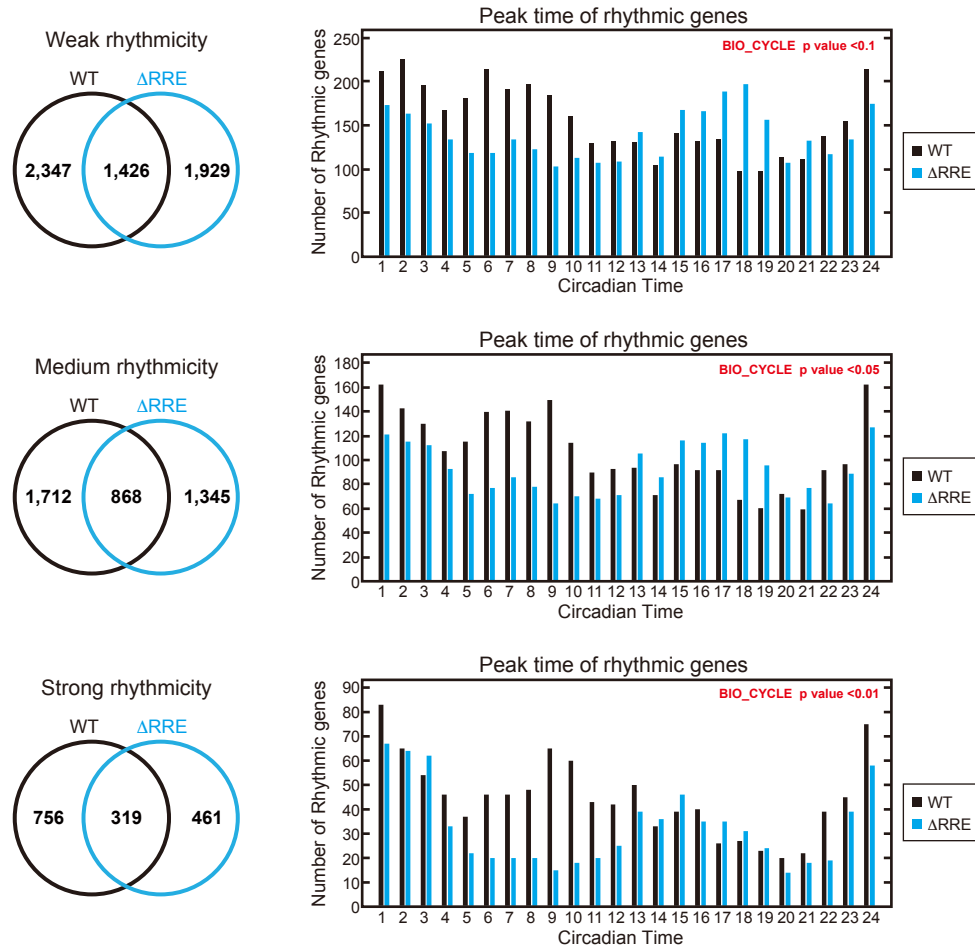 Weak rhythmicity
WT ΔRRE
2,347 1,426 1,929
Peak time of rhythmic genes
BIO_CYCLE p value <0.1
Number of Rhythmic genes
250
200
150
100
50
0
1 2 3 4 5 6 7 8 9 10 11 12 13 14 15 16 17 18 19 20 21 22 23 24
Circadian Time
WT
ΔRRE
Medium rhythmicity
WT ΔRRE
1,712 868 1,345
Peak time of rhythmic genes
BIO_CYCLE p value <0.05
Number of Rhythmic genes
180
160
140
120
100
80
60
40
20
0
1 2 3 4 5 6 7 8 9 10 11 12 13 14 15 16 17 18 19 20 21 22 23 24
Circadian Time
WT
ΔRRE
Strong rhythmicity
WT ΔRRE
756 319 461
Peak time of rhythmic genes
BIO_CYCLE p value <0.01
Number of Rhythmic genes
90
80
70
60
50
40
30
20
10
0
1 2 3 4 5 6 7 8 9 10 11 12 13 14 15 16 17 18 19 20 21 22 23 24
Circadian Time
WT
ΔRRE